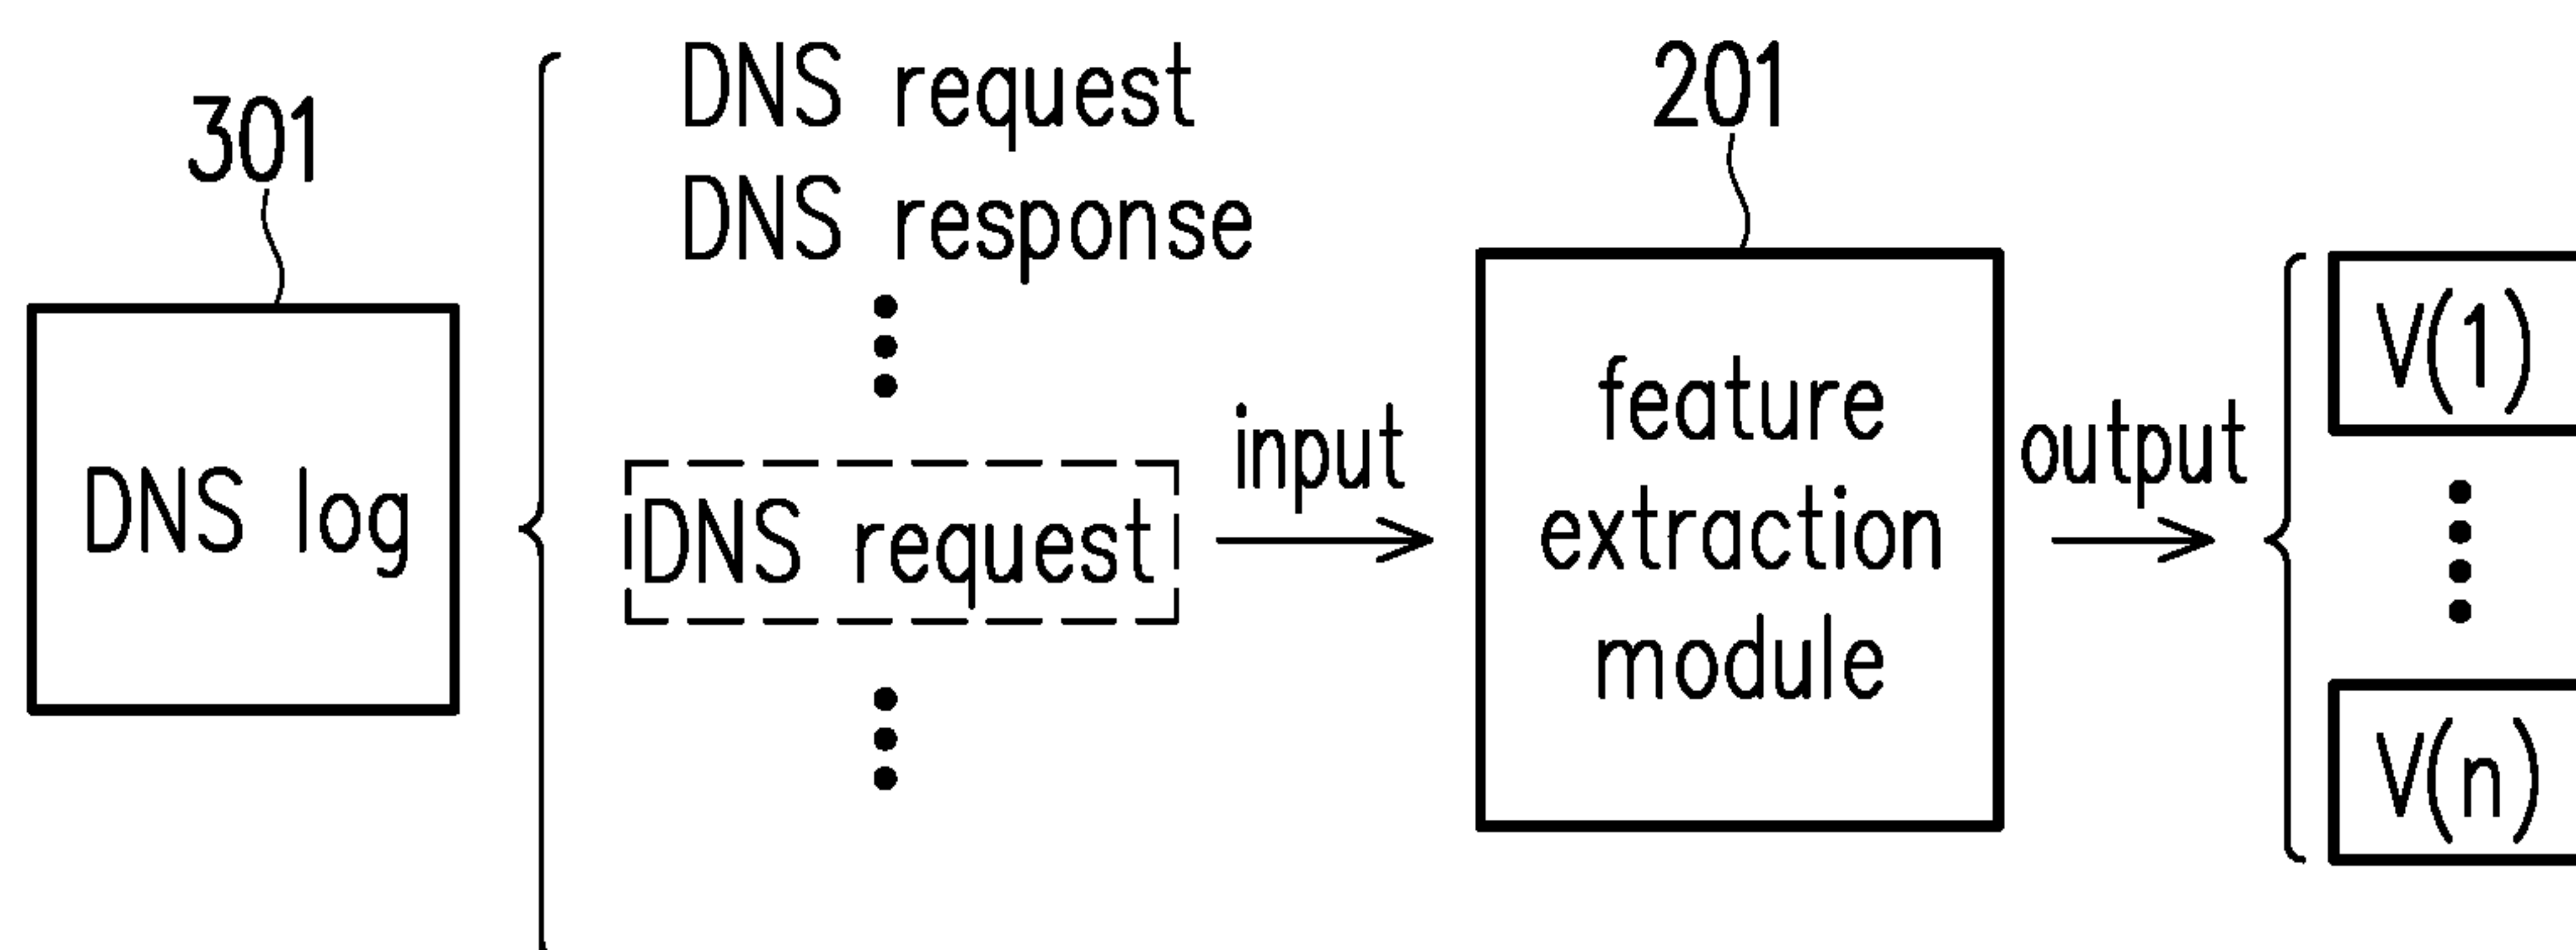 301
DNS log
DNS request
DNS response
DNS request
input
201
feature
extraction
module
output
V(1)
V(n)